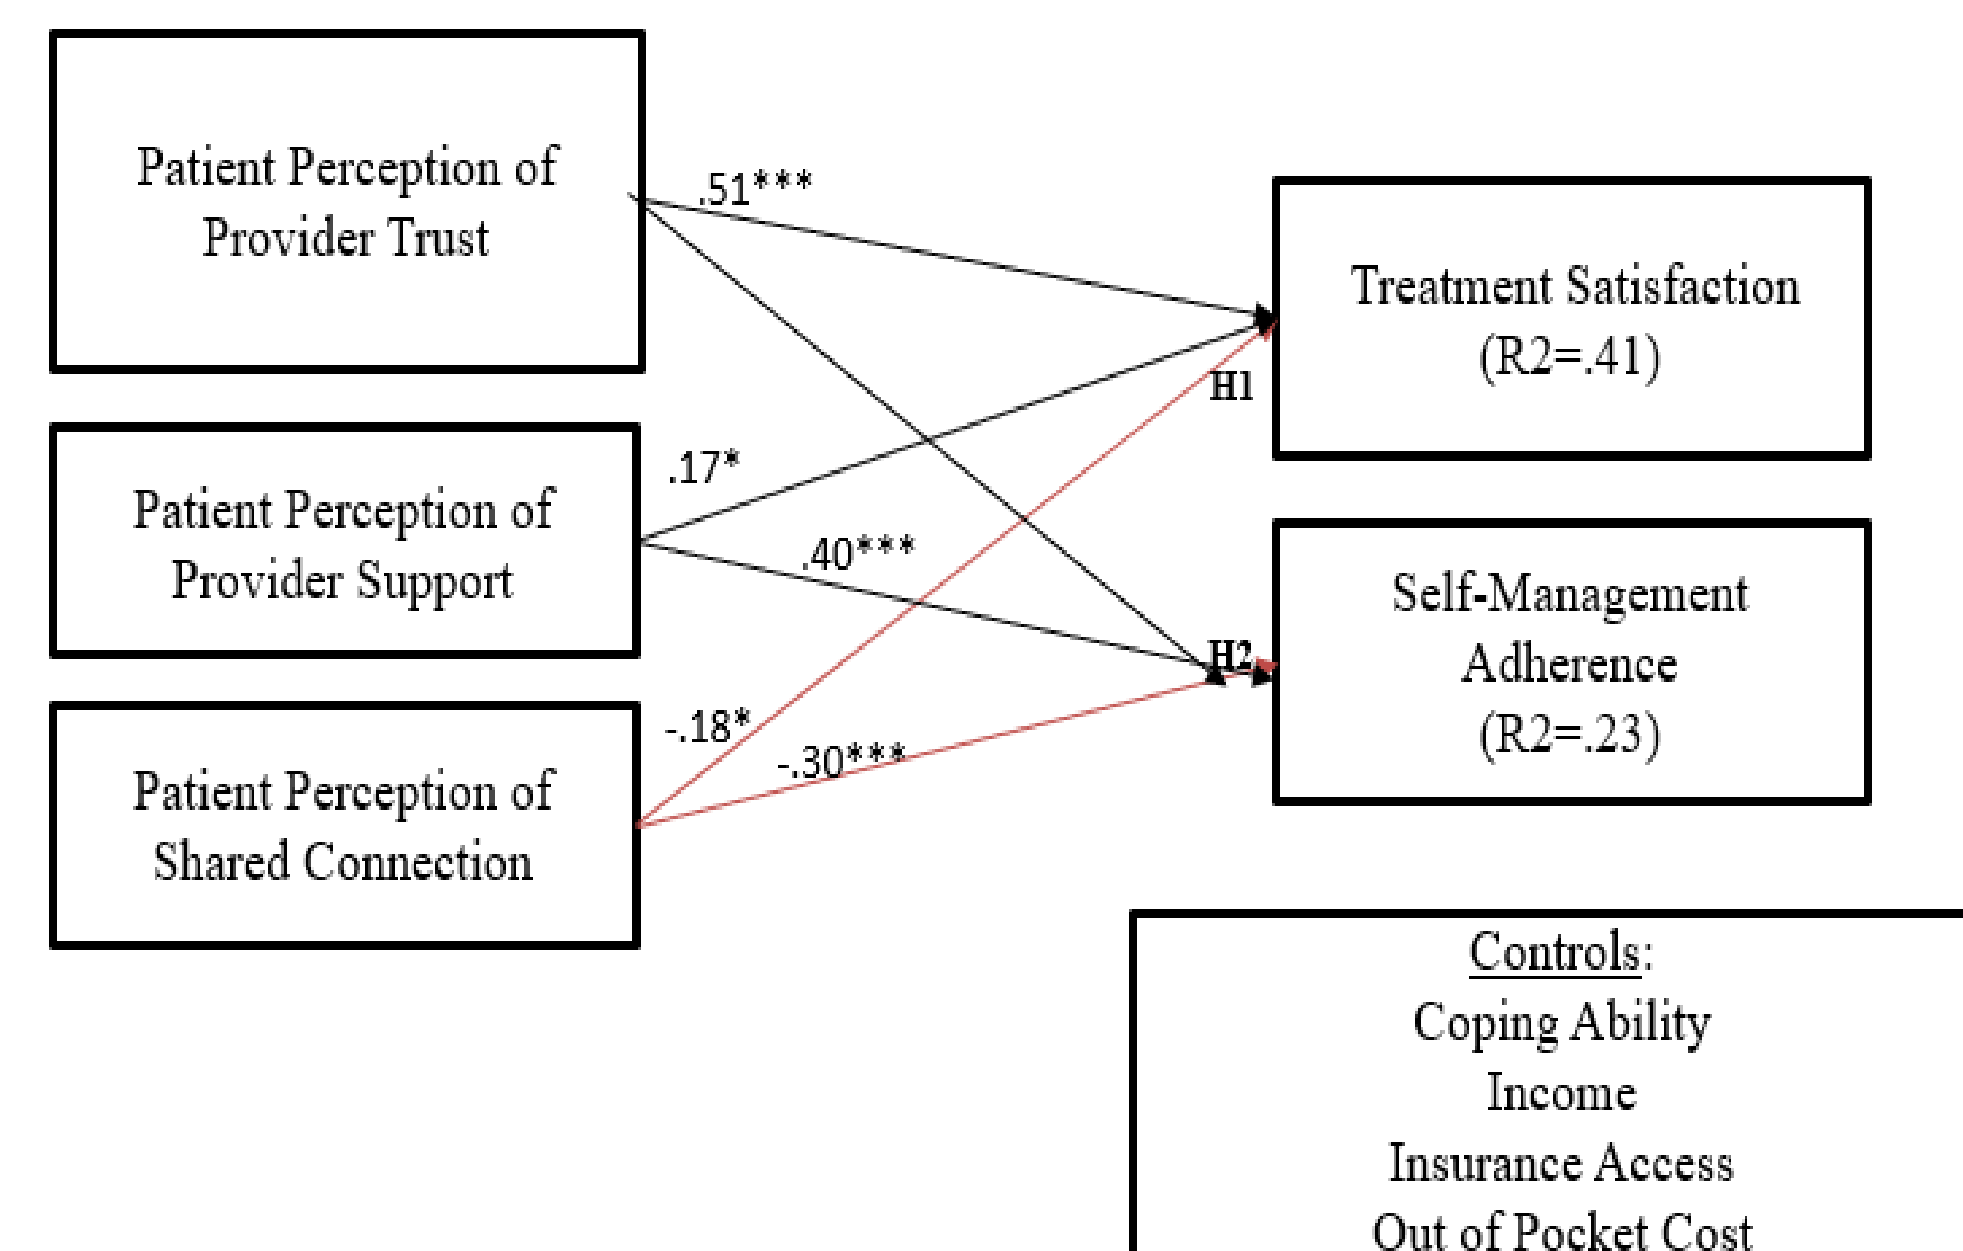 Patient Perception of
Provider Trust
.51***
Treatment Satisfaction
(R2=.41)
H1
Patient Perception of
Provider Support
.17*
.40***
Self-Management
Adherence
(R2=.23)
H2
Patient Perception of
Shared Connection
-.18*
-.30***
Controls:
Coping Ability
Income
Insurance Access
Out of Pocket Cost